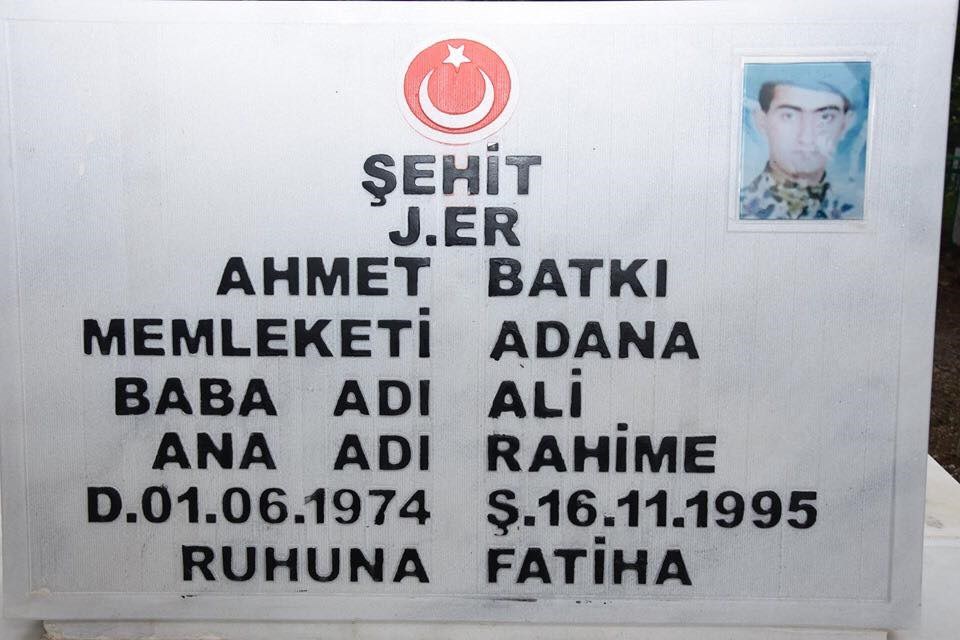 ŞEHİT
J.ER
AHMET BATKI
MEMLEKETİ ADANA
BABA ADI ALİ
ANA ADI RAHİME
D.01.06.1974 Ş.16.11.1995
RUHUNA FATİHA